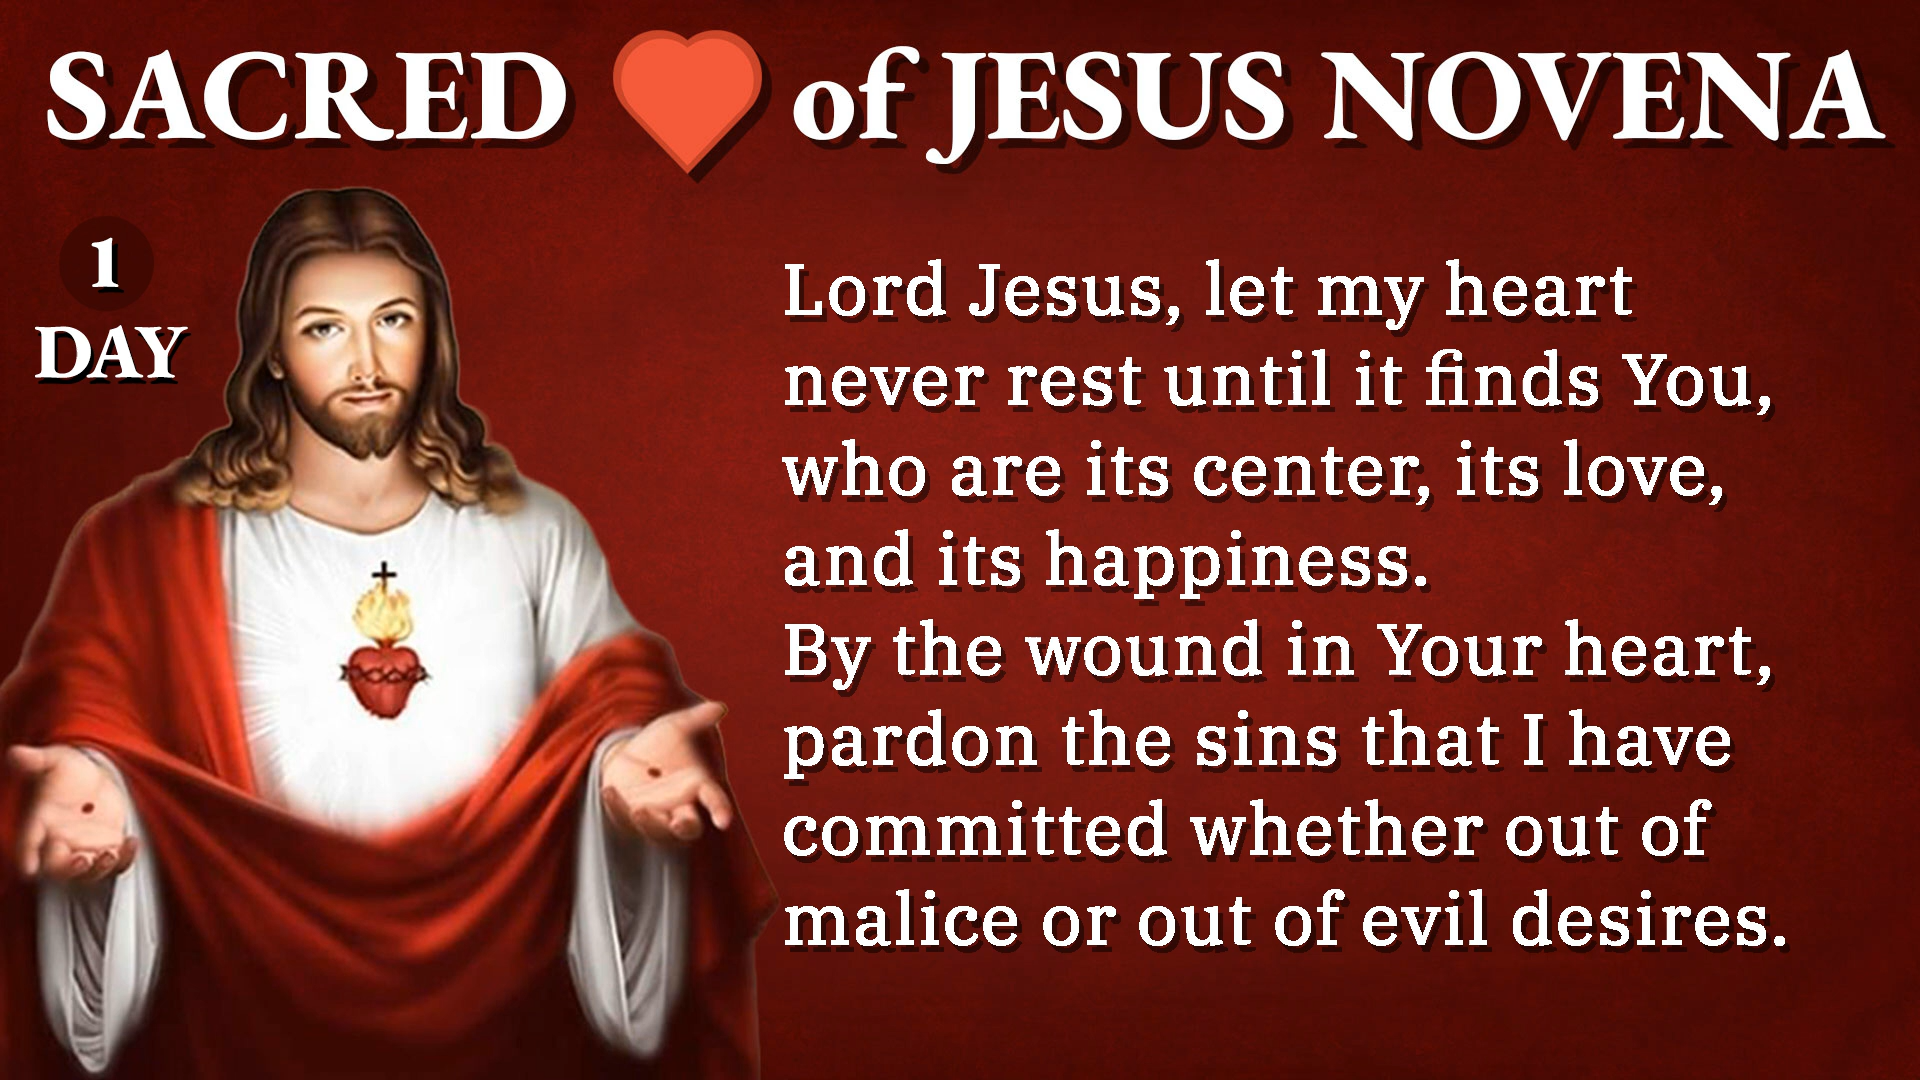 SACRED ❤ of JESUS NOVENA
1
DAY
Lord Jesus, let my heart
never rest until it finds You,
who are its center, its love,
and its happiness.
By the wound in Your heart,
pardon the sins that I have
committed whether out of
malice or out of evil desires.